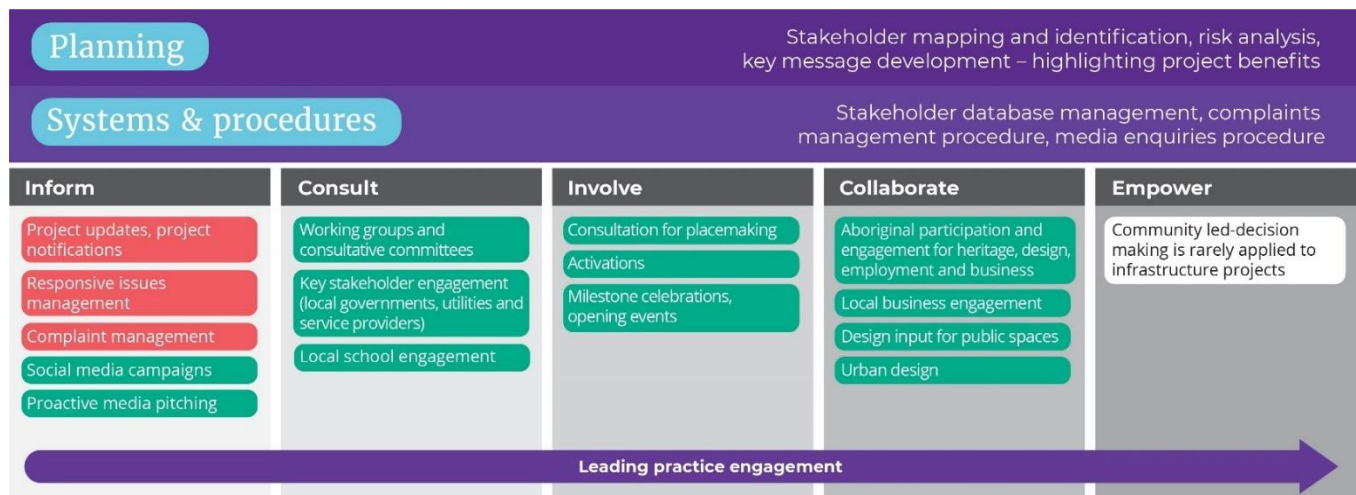 Planning
Stakeholder mapping and identification, risk analysis,
key message development – highlighting project benefits
Systems & procedures
Stakeholder database management, complaints
management procedure, media enquiries procedure
Inform
Project updates, project
notifications
Responsive issues
management
Complaint management
Social media campaigns
Proactive media pitching
Consult
Working groups and
consultative committees
Key stakeholder engagement
(local governments, utilities and
service providers)
Local school engagement
Involve
Consultation for placemaking
Activations
Milestone celebrations,
opening events
Collaborate
Aboriginal participation and
engagement for heritage, design,
employment and business
Local business engagement
Design input for public spaces
Urban design
Empower
Community led-decision
making is rarely applied to
infrastructure projects
Leading practice engagement